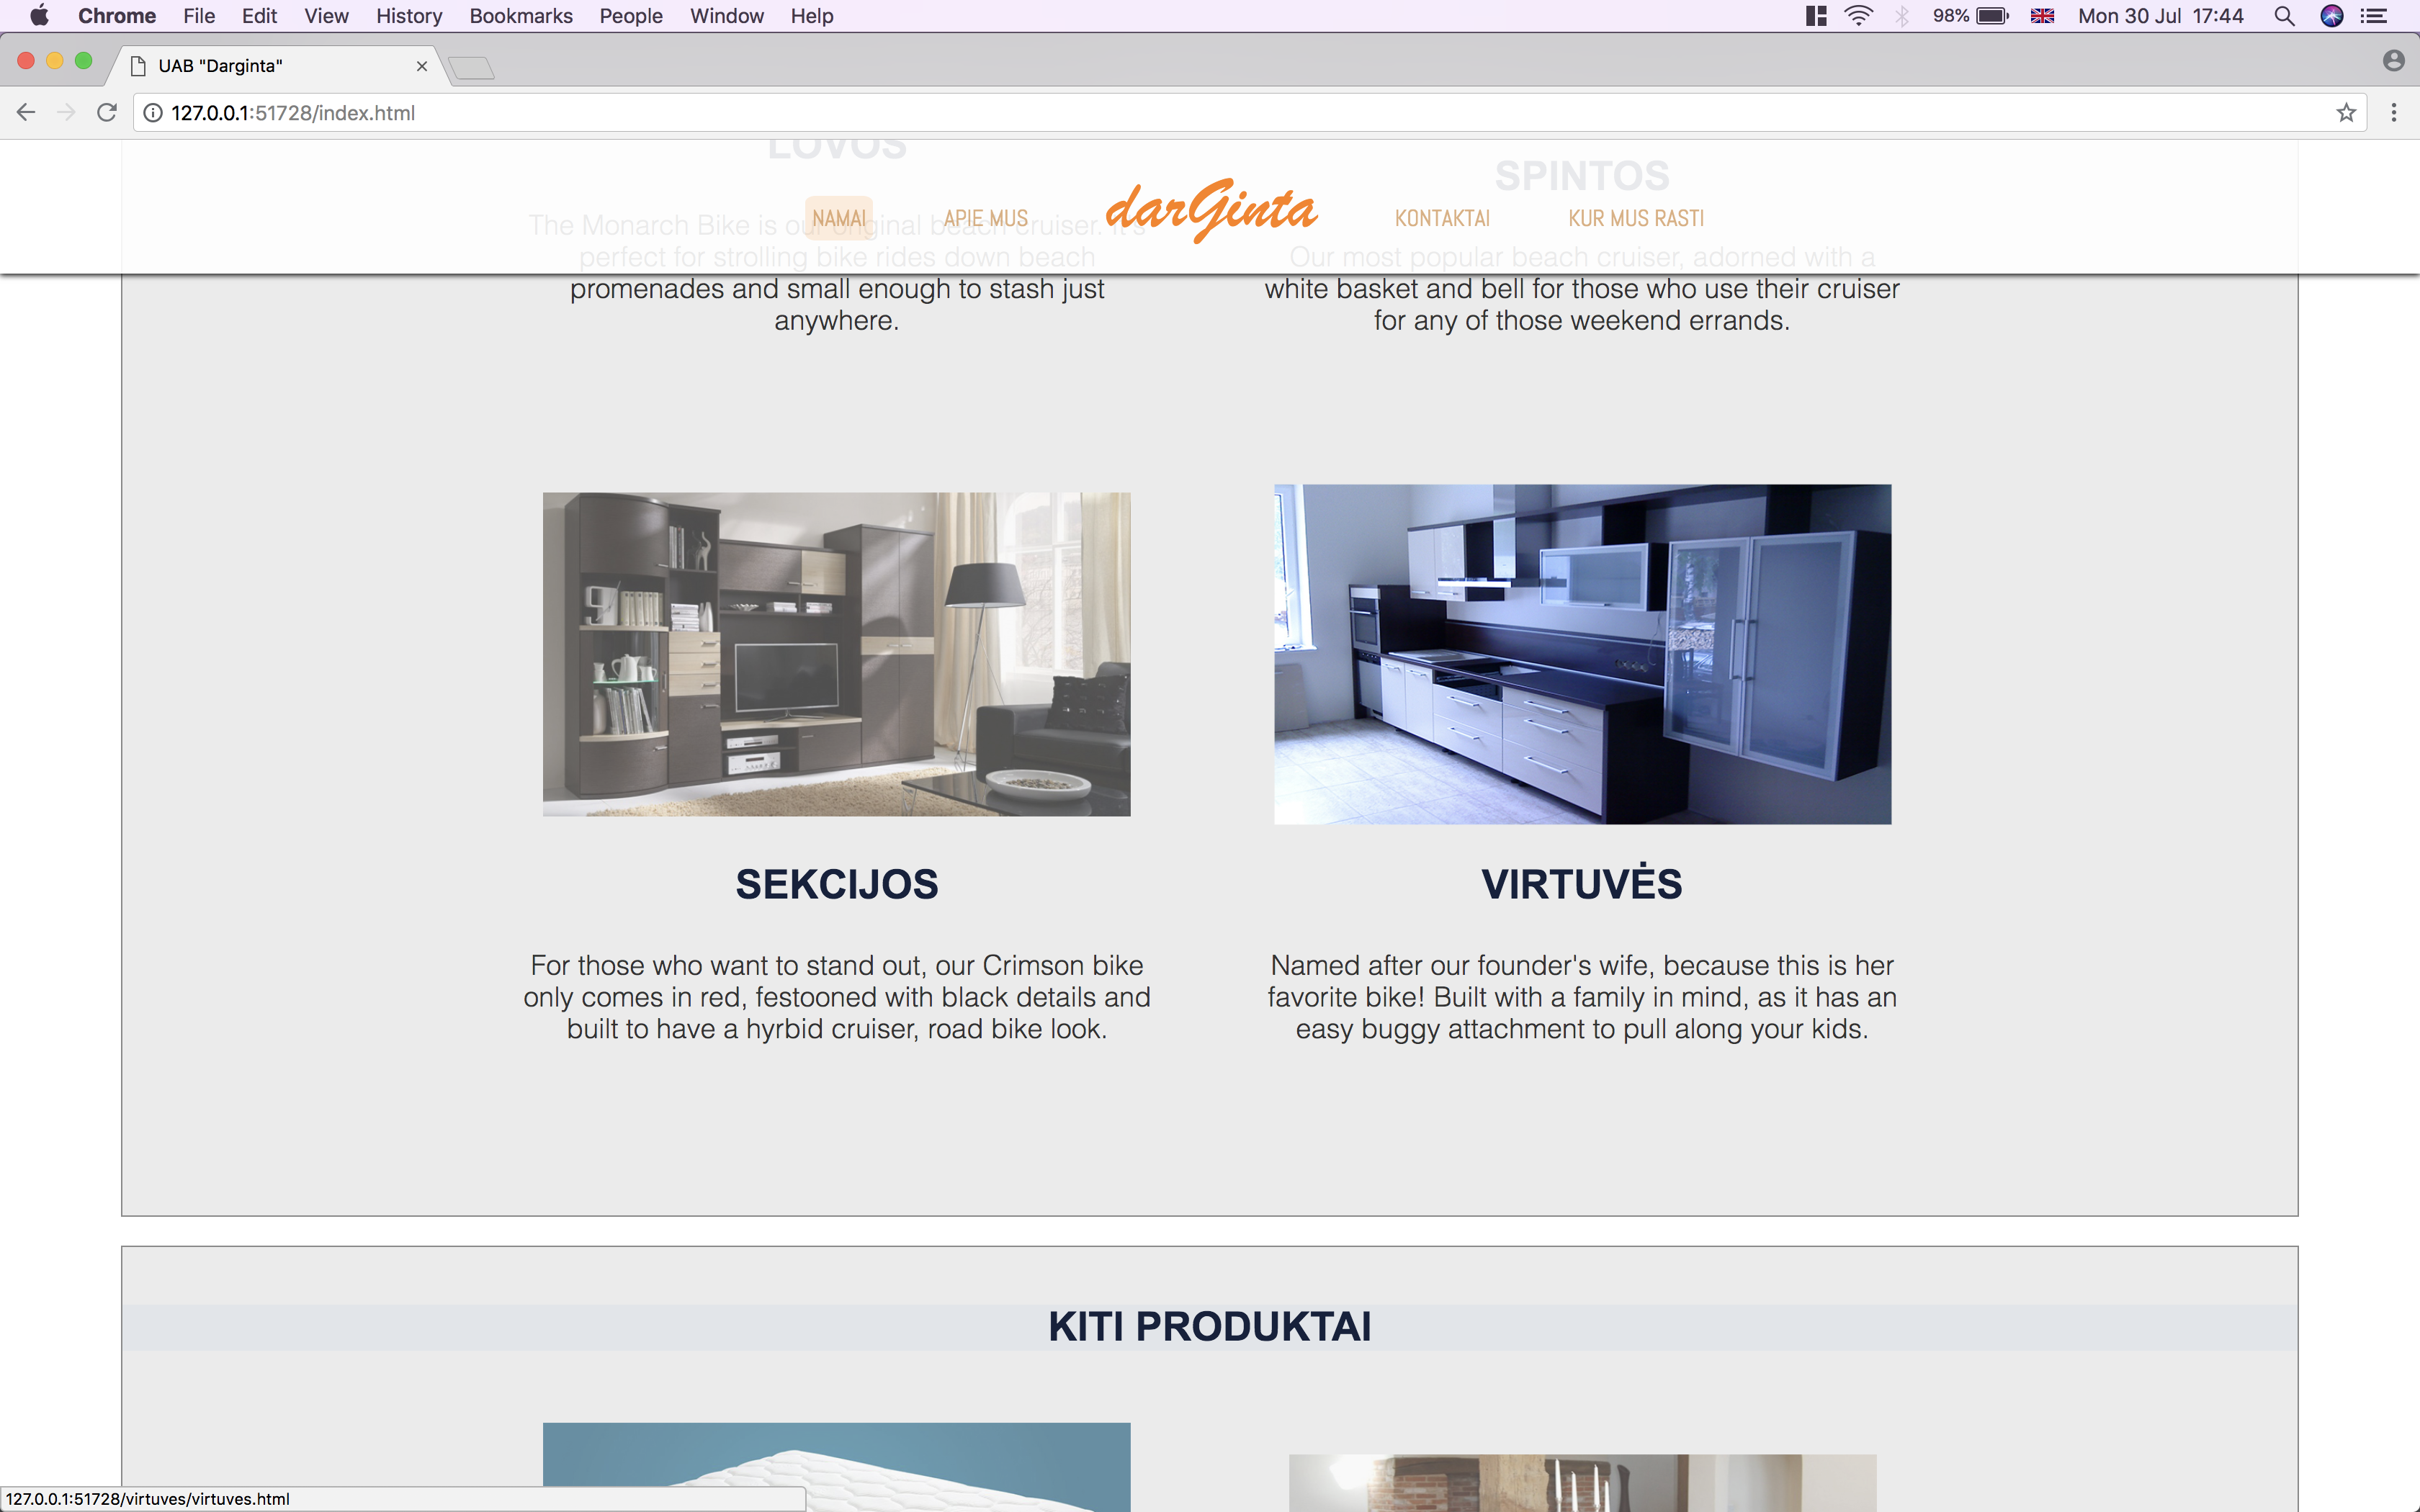 Chrome File Edit View History Bookmarks People Window Help 98% Mon 30 Jul 17:44
UAB "Darginta"
127.0.0.1:51728/index.html
LOVOS
SPINTOS
NAMAI APIE MUS darGinta KONTAKTAI KUR MUS RASTI
The Monarch Bike is our original beach cruiser. It's
perfect for strolling bike rides down beach
promenades and small enough to stash just
anywhere.
Our most popular beach cruiser, adorned with a
white basket and bell for those who use their cruiser
for any of those weekend errands.
SEKCIJOS
For those who want to stand out, our Crimson bike
only comes in red, festooned with black details and
built to have a hyrbid cruiser, road bike look.
VIRTUVĖS
Named after our founder's wife, because this is her
favorite bike! Built with a family in mind, as it has an
easy buggy attachment to pull along your kids.
KITI PRODUKTAI
127.0.0.1:51728/virtuves/virtuves.html